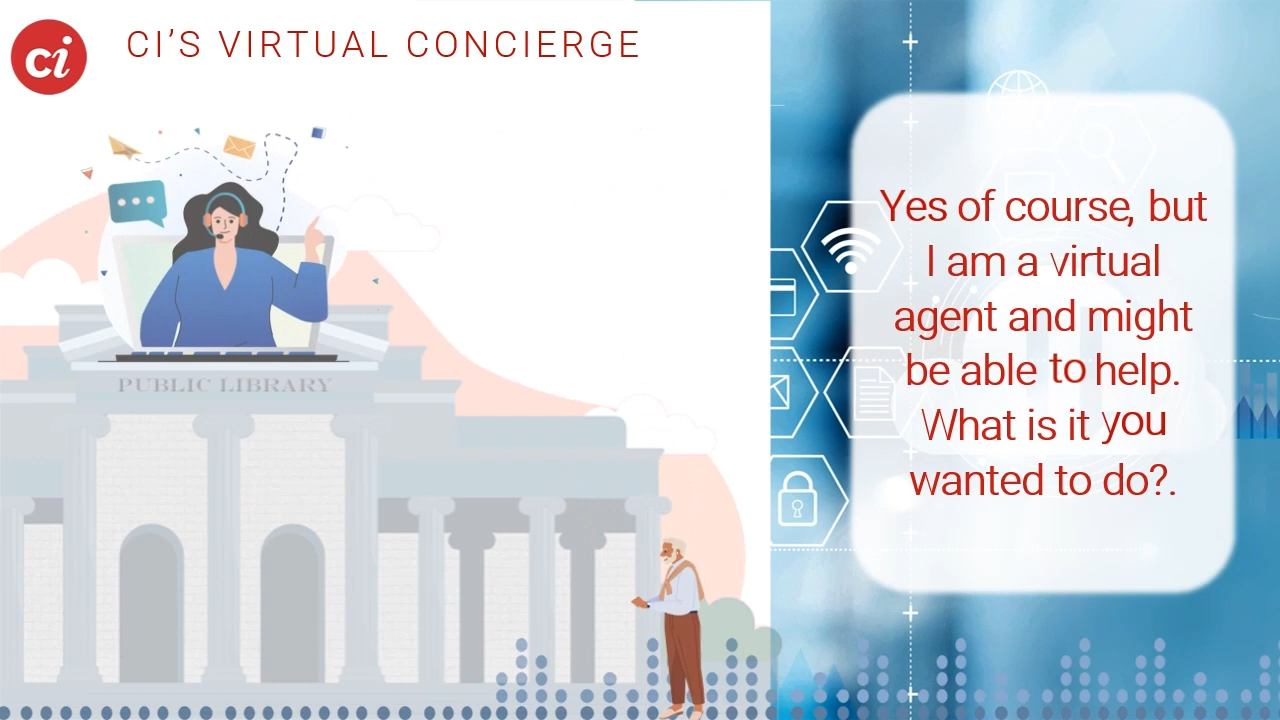 ci
CI’S VIRTUAL CONCIERGE
PUBLIC LIBRARY
Yes of course, but
I am a virtual
agent and might
be able to help.
What is it you
wanted to do?.